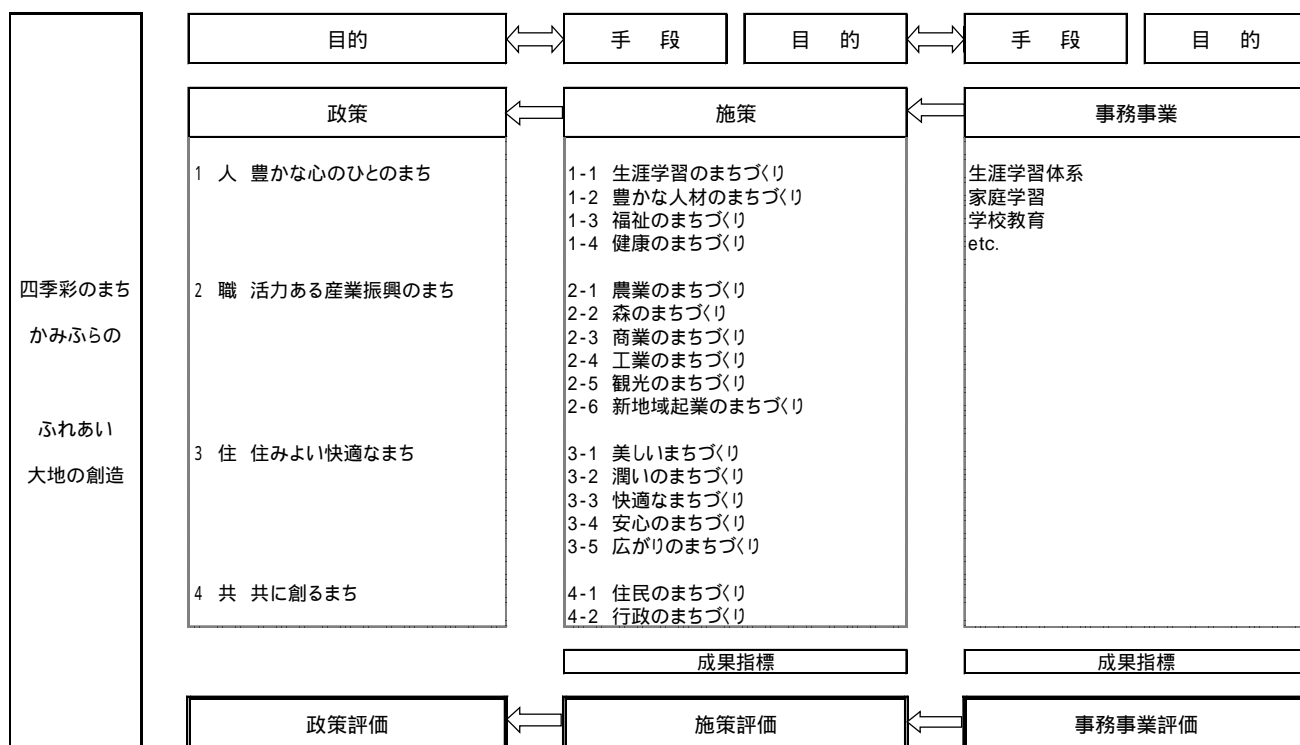 目的
手　段
目　的
手　段
目　的
政策
施策
事務事業
四季彩のまち
かみふらの
ふれあい
大地の創造
1 人 豊かな心のひとのまち
2 職 活力ある産業振興のまち
3 住 住みよい快適なまち
4 共 共に創るまち
1-1 生涯学習のまちづくり
1-2 豊かな人材のまちづくり
1-3 福祉のまちづくり
1-4 健康のまちづくり
2-1 農業のまちづくり
2-2 森のまちづくり
2-3 商業のまちづくり
2-4 工業のまちづくり
2-5 観光のまちづくり
2-6 新地域起業のまちづくり
3-1 美しいまちづくり
3-2 潤いのまちづくり
3-3 快適なまちづくり
3-4 安心のまちづくり
3-5 広がりのまちづくり
4-1 住民のまちづくり
4-2 行政のまちづくり
生涯学習体系
家庭学習
学校教育
etc.
成果指標
成果指標
政策評価
施策評価
事務事業評価